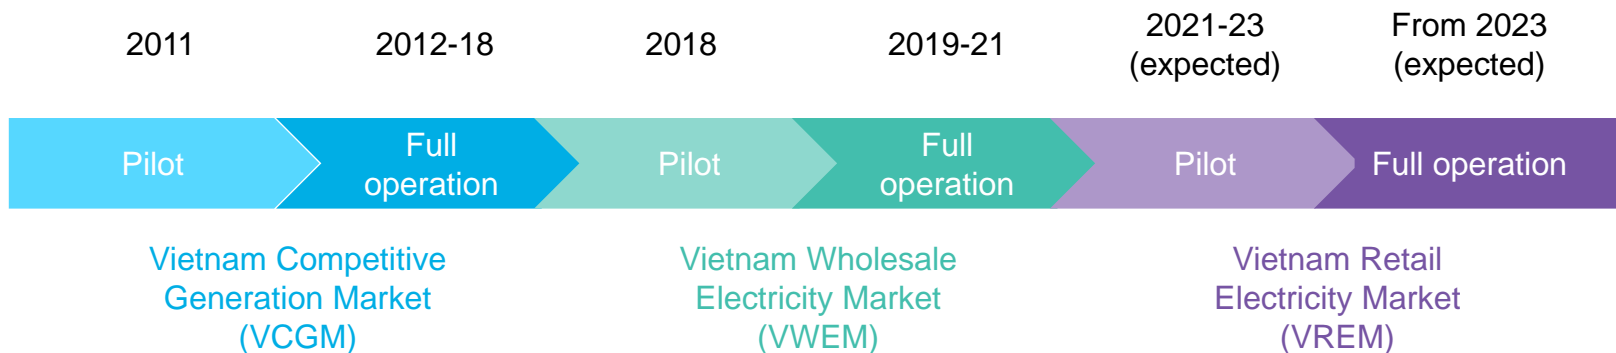 2011
2012-18
2018
2019-21
2021-23
(expected)
From 2023
(expected)
Pilot
Full
operation
Pilot
Full
operation
Pilot
Full operation
Vietnam Competitive
Generation Market
(VCGM)
Vietnam Wholesale
Electricity Market
(VWEM)
Vietnam Retail
Electricity Market
(VREM)